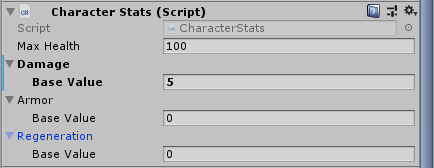 Character Stats (Script)
Script CharacterStats
Max Health 100
Damage
Base Value 5
Armor
Base Value 0
Regeneration
Base Value 0